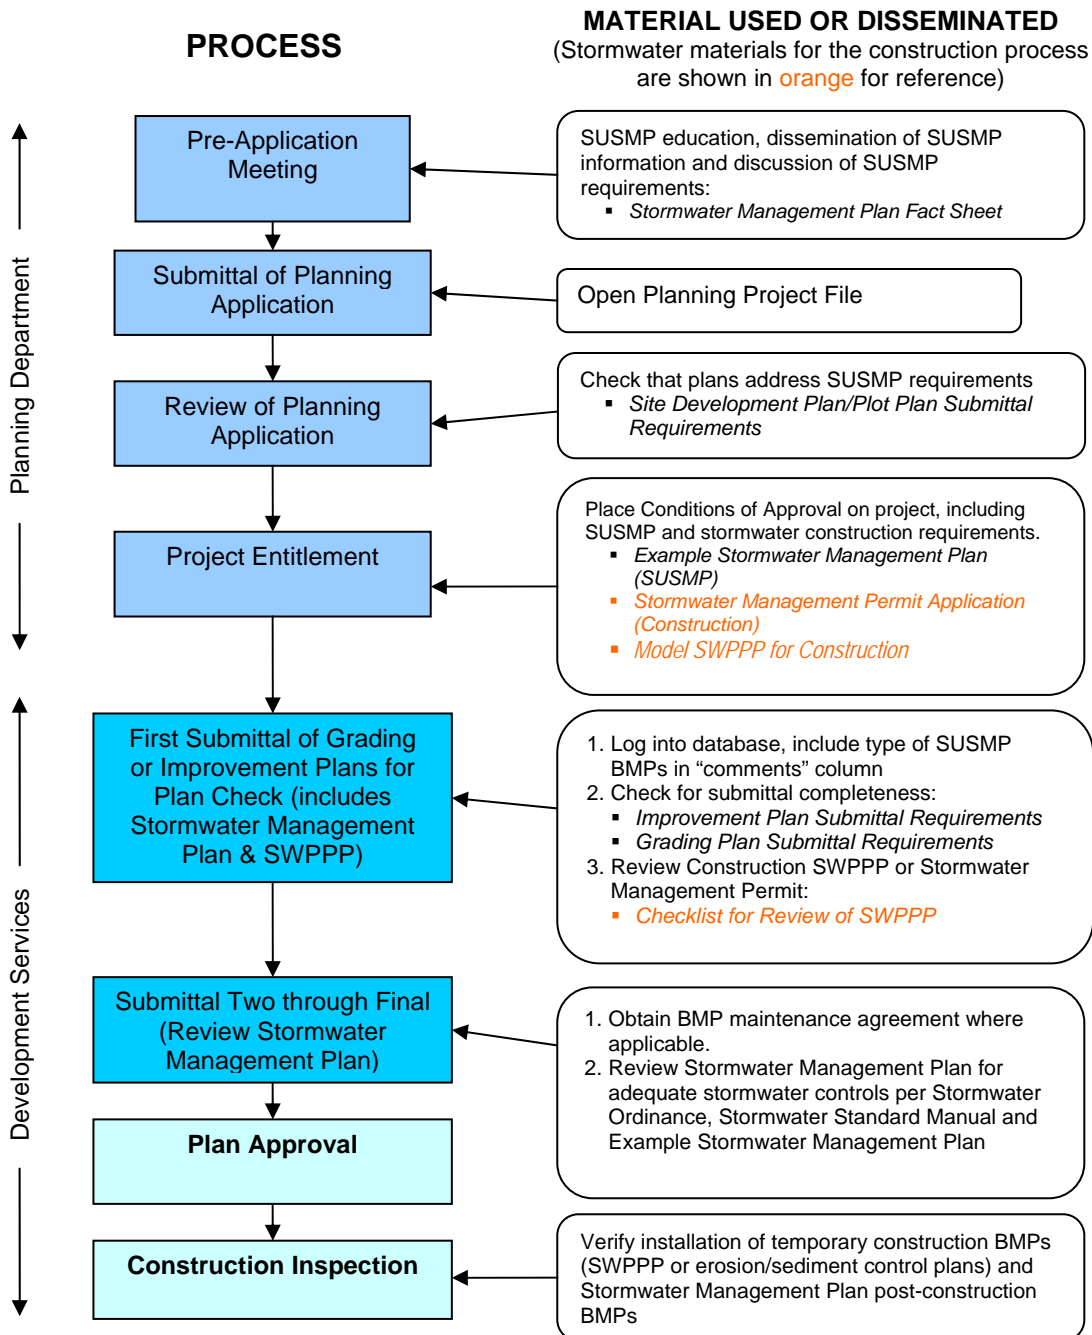 PROCESS
MATERIAL USED OR DISSEMINATED
(Stormwater materials for the construction process
are shown in orange for reference)
Planning Department
Pre-Application
Meeting
SUSMP education, dissemination of SUSMP
information and discussion of SUSMP
requirements:
▪ Stormwater Management Plan Fact Sheet
Submittal of Planning
Application
Open Planning Project File
Review of Planning
Application
Check that plans address SUSMP requirements
▪ Site Development Plan/Plot Plan Submittal
Requirements
Project Entitlement
Place Conditions of Approval on project, including
SUSMP and stormwater construction requirements.
▪ Example Stormwater Management Plan
(SUSMP)
▪ Stormwater Management Permit Application
(Construction)
▪ Model SWPPP for Construction
Development Services
First Submittal of Grading
or Improvement Plans for
Plan Check (includes
Stormwater Management
Plan & SWPPP)
1. Log into database, include type of SUSMP
BMPs in “comments” column
2. Check for submittal completeness:
▪ Improvement Plan Submittal Requirements
▪ Grading Plan Submittal Requirements
3. Review Construction SWPPP or Stormwater
Management Permit:
▪ Checklist for Review of SWPPP
Submittal Two through Final
(Review Stormwater
Management Plan)
1. Obtain BMP maintenance agreement where
applicable.
2. Review Stormwater Management Plan for
adequate stormwater controls per Stormwater
Ordinance, Stormwater Standard Manual and
Example Stormwater Management Plan
Plan Approval
Construction Inspection
Verify installation of temporary construction BMPs
(SWPPP or erosion/sediment control plans) and
Stormwater Management Plan post-construction
BMPs